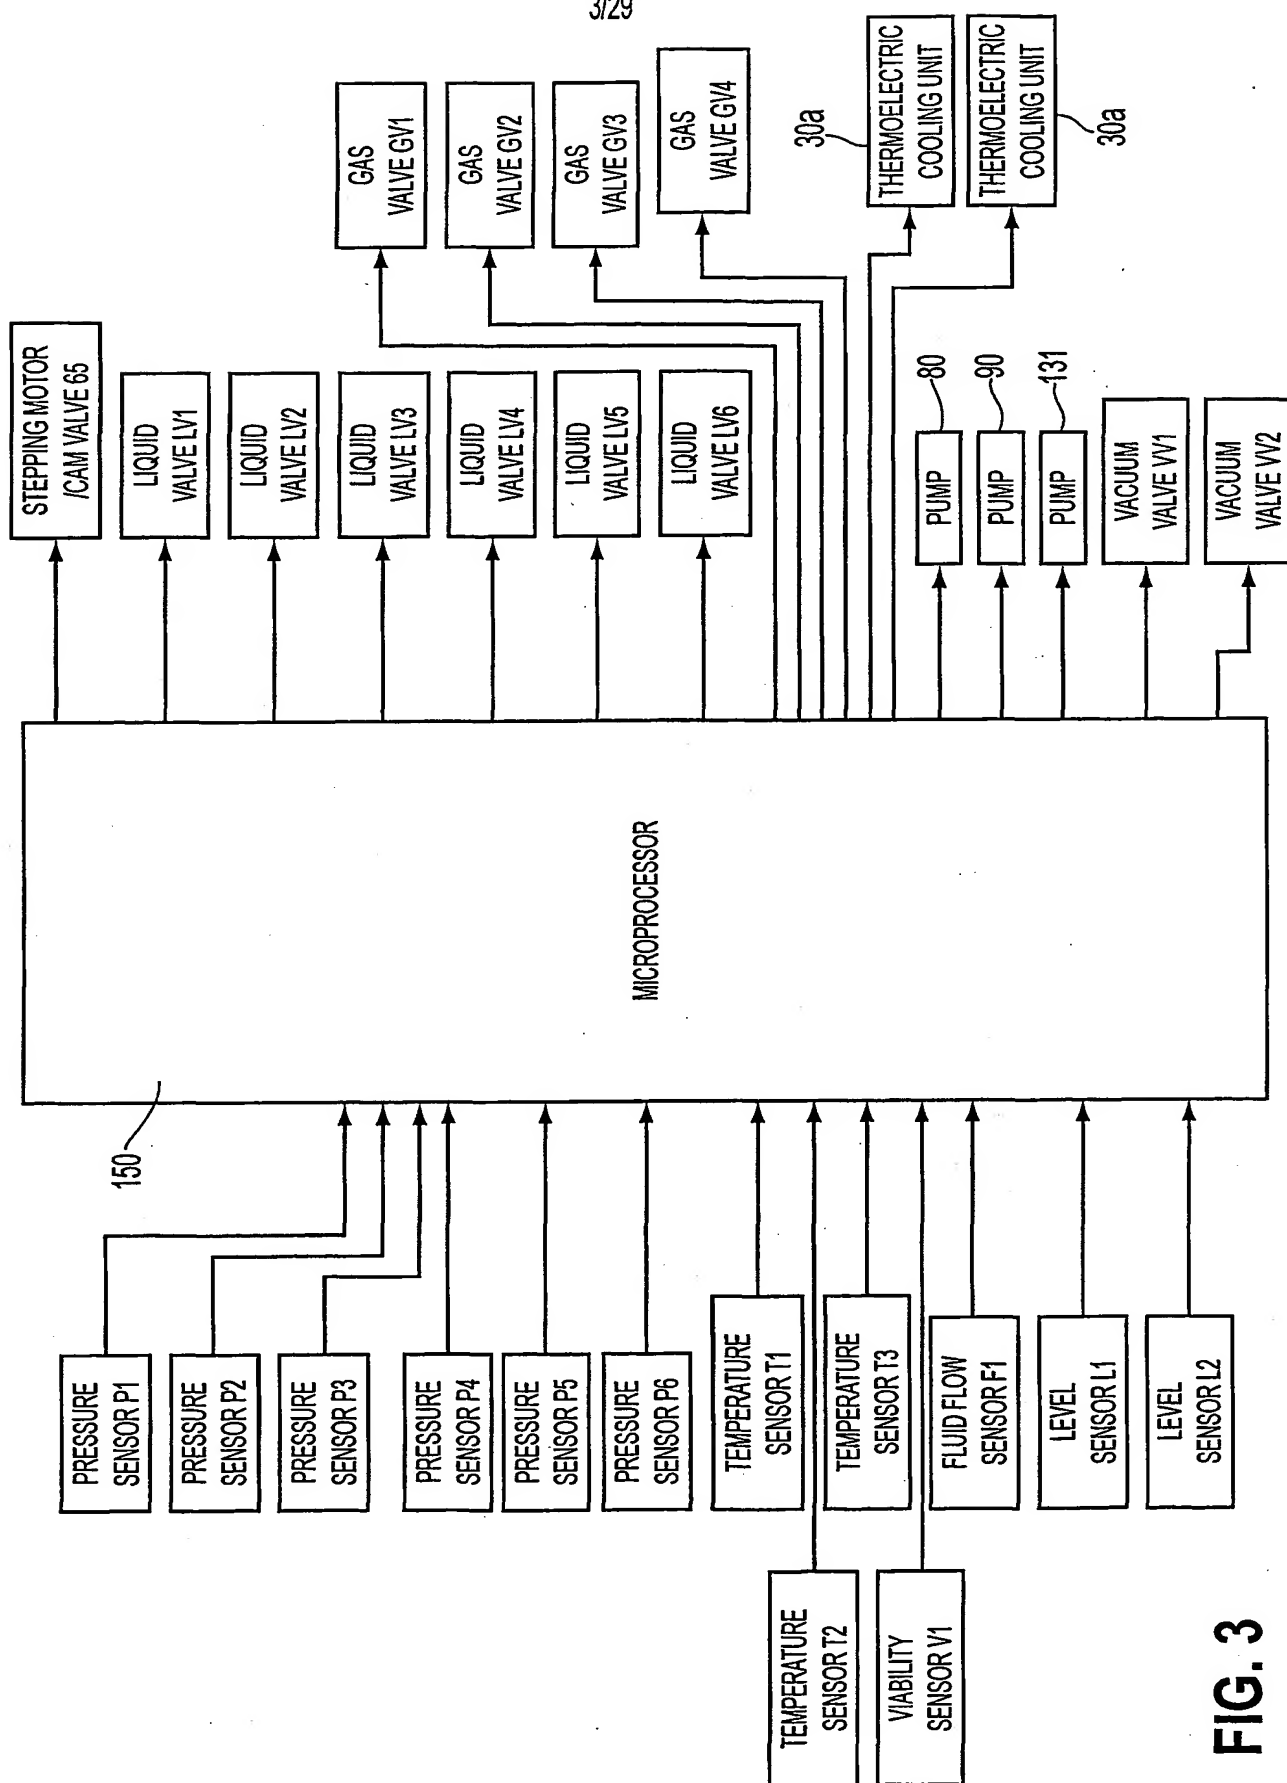 3/29
STEPPING MOTOR
/CAM VALVE 65
LIQUID
VALVE LV1
LIQUID
VALVE LV2
LIQUID
VALVE LV3
LIQUID
VALVE LV4
LIQUID
VALVE LV5
LIQUID
VALVE LV6
GAS
VALVE GV1
GAS
VALVE GV2
GAS
VALVE GV3
GAS
VALVE GV4
30a
THERMOELECTRIC
COOLING UNIT
THERMOELECTRIC
COOLING UNIT
30a
PUMP
80
PUMP
90
PUMP
131
VACUUM
VALVE VV1
VACUUM
VALVE VV2
MICROPROCESSOR
150
PRESSURE
SENSOR P1
PRESSURE
SENSOR P2
PRESSURE
SENSOR P3
PRESSURE
SENSOR P4
PRESSURE
SENSOR P5
PRESSURE
SENSOR P6
TEMPERATURE
SENSOR T1
TEMPERATURE
SENSOR T2
TEMPERATURE
SENSOR T3
VIABILITY
SENSOR V1
FLUID FLOW
SENSOR F1
LEVEL
SENSOR L1
LEVEL
SENSOR L2
FIG. 3